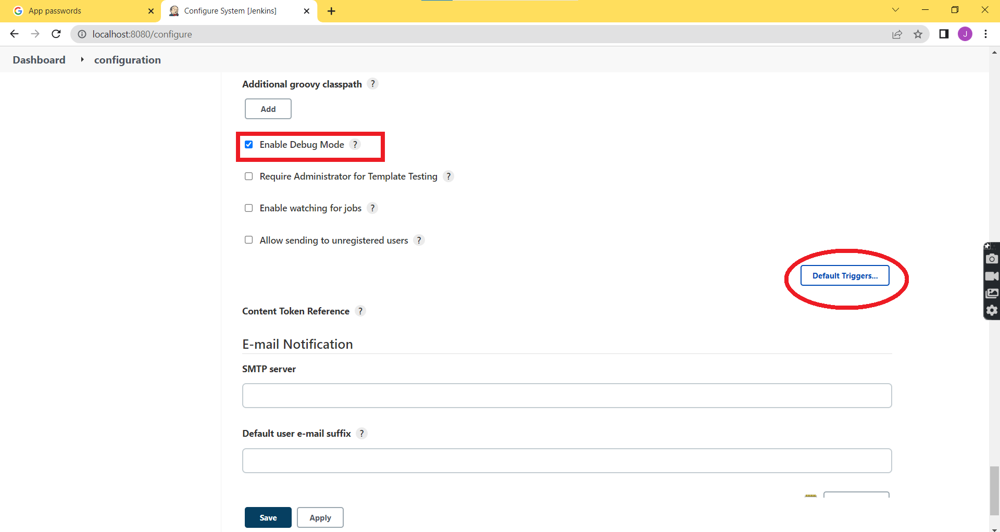 App passwords
Configure System [Jenkins]
localhost:8080/configure
J
Dashboard
configuration
Additional groovy classpath ?
Add
Enable Debug Mode ?
Require Administrator for Template Testing ?
Enable watching for jobs ?
Allow sending to unregistered users ?
Default Triggers...
Content Token Reference ?
E-mail Notification
SMTP server
Default user e-mail suffix ?
Save
Apply